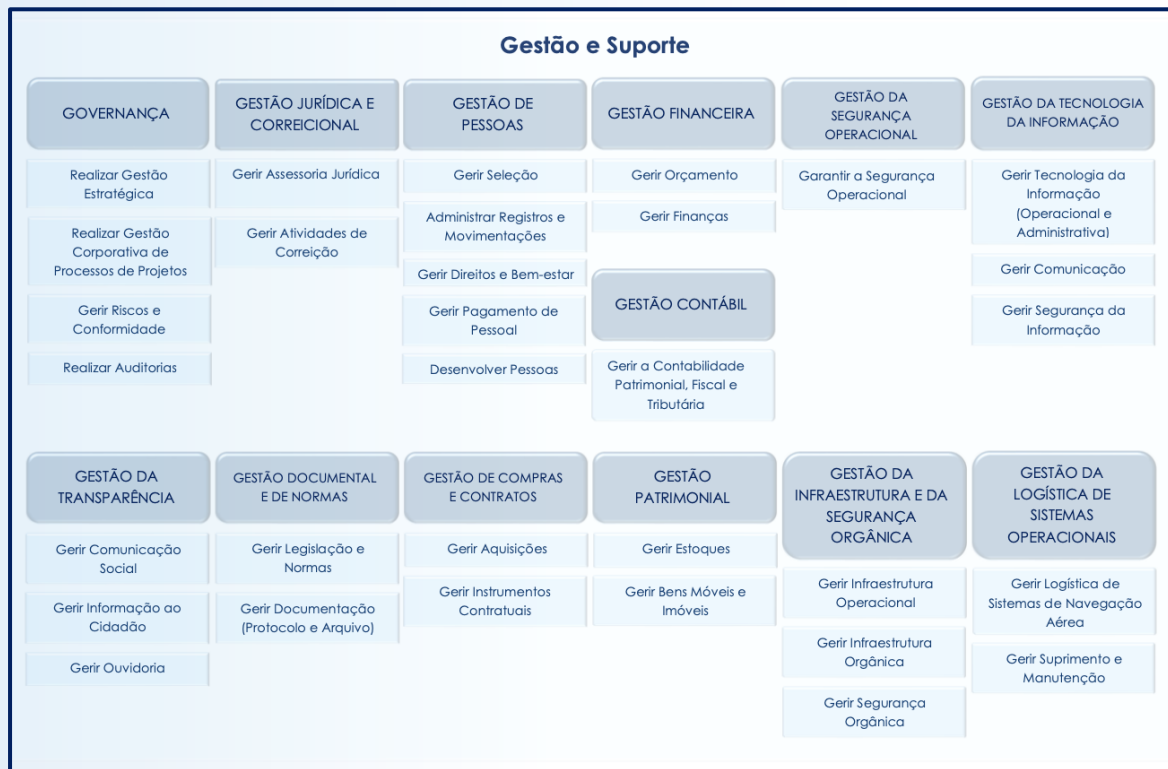 Gestão e Suporte
GOVERNANÇA
Realizar Gestão
Estratégica
Realizar Gestão
Corporativa de
Processos de Projetos
Gerir Riscos e
Conformidade
Realizar Auditorias
GESTÃO JURÍDICA E
CORREICIONAL
Gerir Assessoria Jurídica
Gerir Atividades de
Correição
GESTÃO DE
PESSOAS
Gerir Seleção
Administrar Registros e
Movimentações
Gerir Direitos e Bem-estar
Gerir Pagamento de
Pessoal
Desenvolver Pessoas
GESTÃO FINANCEIRA
Gerir Orçamento
Gerir Finanças
GESTÃO CONTÁBIL
Gerir a Contabilidade
Patrimonial, Fiscal e
Tributária
GESTÃO DA
SEGURANÇA
OPERACIONAL
Garantir a Segurança
Operacional
GESTÃO DA TECNOLOGIA
DA INFORMAÇÃO
Gerir Tecnologia da
Informação
(Operacional e
Administrativa)
Gerir Comunicação
Gerir Segurança da
Informação
GESTÃO DA
TRANSPARÊNCIA
Gerir Comunicação
Social
Gerir Informação ao
Cidadão
Gerir Ouvidoria
GESTÃO DOCUMENTAL
E DE NORMAS
Gerir Legislação e
Normas
Gerir Documentação
(Protocolo e Arquivo)
GESTÃO DE COMPRAS
E CONTRATOS
Gerir Aquisições
Gerir Instrumentos
Contratuais
GESTÃO
PATRIMONIAL
Gerir Estoques
Gerir Bens Móveis e
Imóveis
GESTÃO DA
INFRAESTRUTURA E DA
SEGURANÇA
ORGÂNICA
Gerir Infraestrutura
Operacional
Gerir Infraestrutura
Orgânica
Gerir Segurança
Orgânica
GESTÃO DA
LOGÍSTICA DE
SISTEMAS
OPERACIONAIS
Gerir Logística de
Sistemas de Navegação
Aérea
Gerir Suprimento e
Manutenção